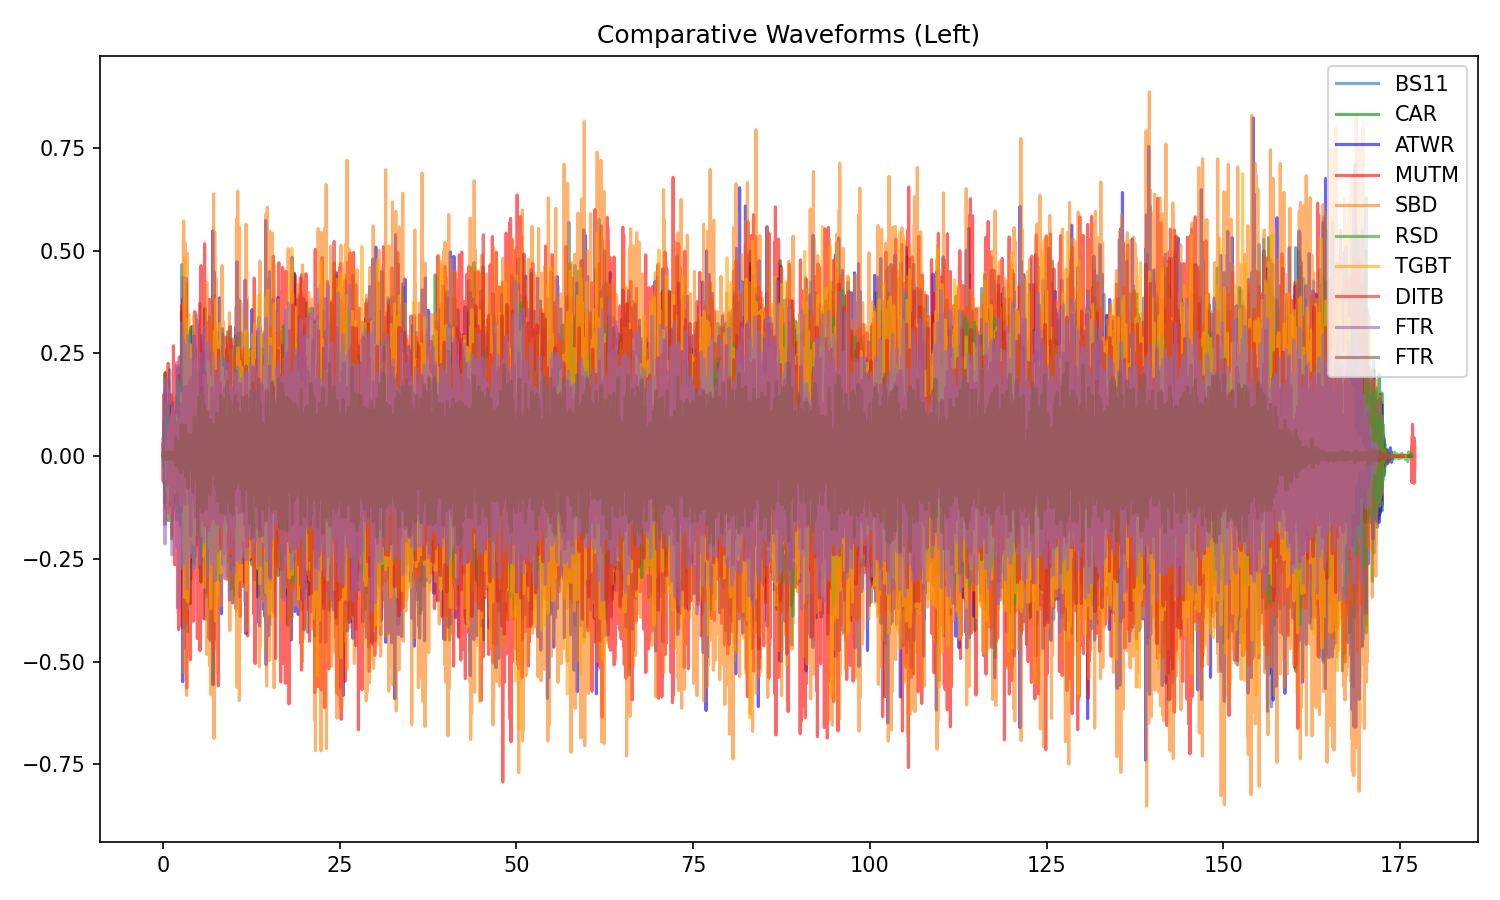 Comparative Waveforms (Left)
BS11
CAR
ATWR
MUTM
SBD
RSD
TGBT
DITB
FTR
FTR
0.75
0.50
0.25
0.00
−0.25
−0.50
−0.75
0 25 50 75 100 125 150 175